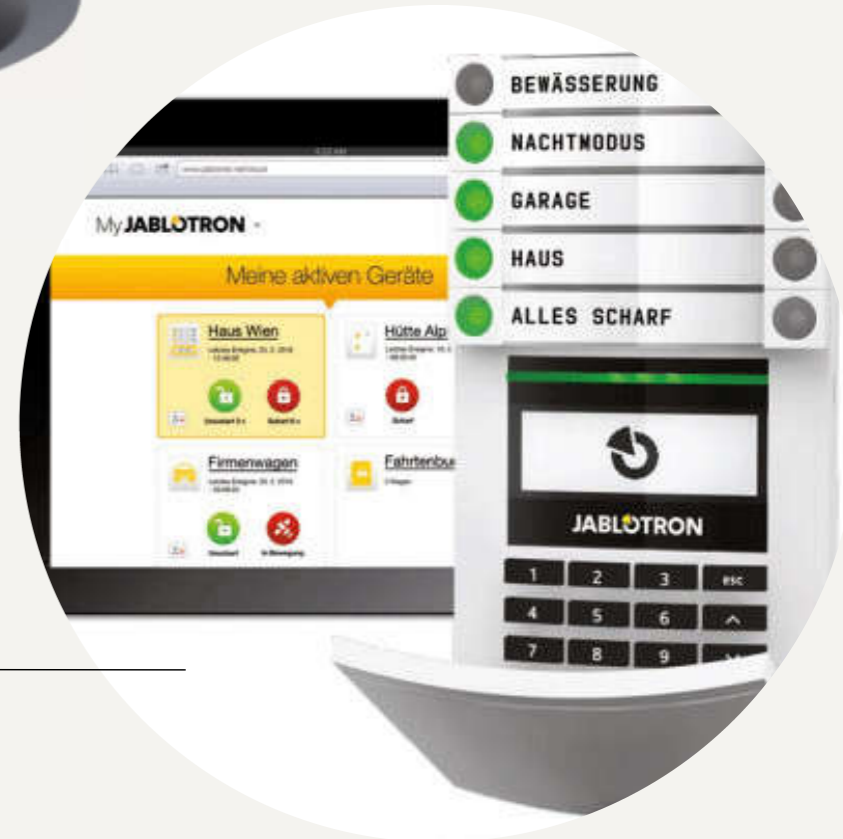 MyJABLOTRON
Meine aktiven Geräte
Haus Wien
Hütte Alp
Firmenwagen
Fahrtenbu
BEWÄSSERUNG
NACHTMODUS
GARAGE
HAUS
ALLES SCHARF
JABLOTRON
1 2 3 esc
4 5 6
7 8 9